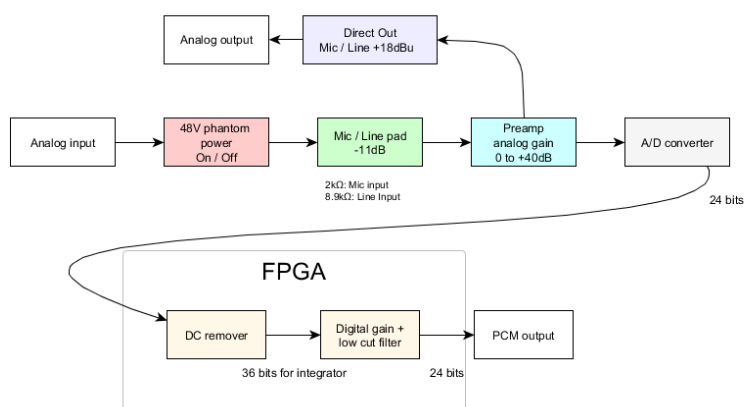 Analog output
Direct Out
Mic / Line +18dBu
Analog input
48V phantom
power
On / Off
Mic / Line pad
-11dB
Preamp
analog gain
0 to +40dB
A/D converter
2kΩ: Mic input
8.9kΩ: Line Input
24 bits
FPGA
DC remover
Digital gain +
low cut filter
PCM output
36 bits for integrator
24 bits